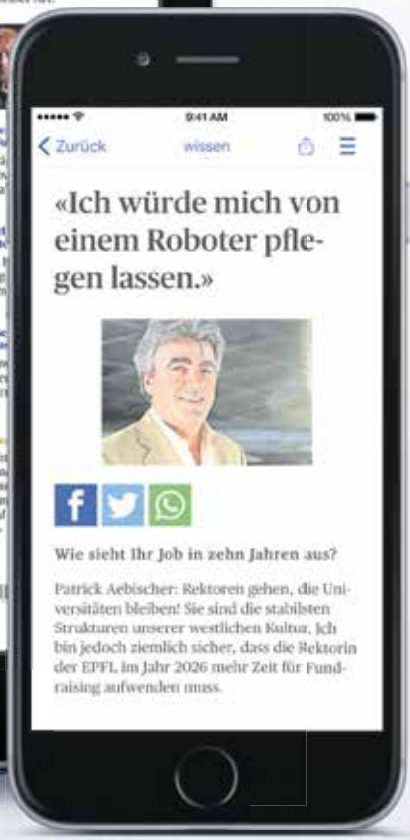 9:41 AM
100%
Zurück
wissen
«Ich würde mich von
einem Roboter pfle-
gen lassen.»
f
Wie sieht Ihr Job in zehn Jahren aus?
Patrick Aebischer: Rektoren gehen, die Uni-
versitäten bleiben! Sie sind die stabilsten
Strukturen unserer westlichen Kultur. Ich
bin jedoch ziemlich sicher, dass die Rektorin
der EPFL im Jahr 2026 mehr Zeit für Fund-
raising aufwenden muss.